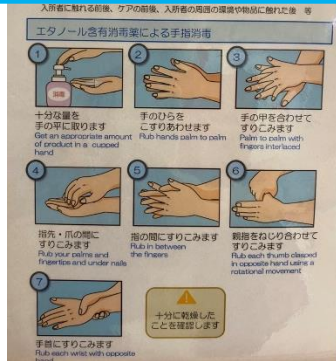 入所者に触れる前後、ケアの前後、入所者の周囲の環境や物品に触れた後 等
エタノール含有消毒薬による手指消毒
1
消毒
十分な量を
手の平に取ります
Get an appropriate amount
of product in a cupped
hand
2
手のひらを
こすりあわせます
Rub hands palm to palm
3
手の甲を合わせて
すりこみます
Palm to palm with
fingers interlaced
4
指先・爪の間に
すりこみます
Rub your palms and
fingertips and under nails
5
指の間にすりこみます
Rub in between
the fingers
6
親指をねじり合わせて
すりこみます
Rub each thumb clasped
in opposite hand using a
rotational movement
7
手首にすりこみます
Rub each wrist with opposite
hand
十分に乾燥した
ことを確認します